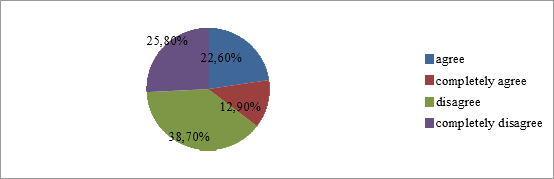 25,80%
22,60%
12,90%
38,70%
agree
completely agree
disagree
completely disagree